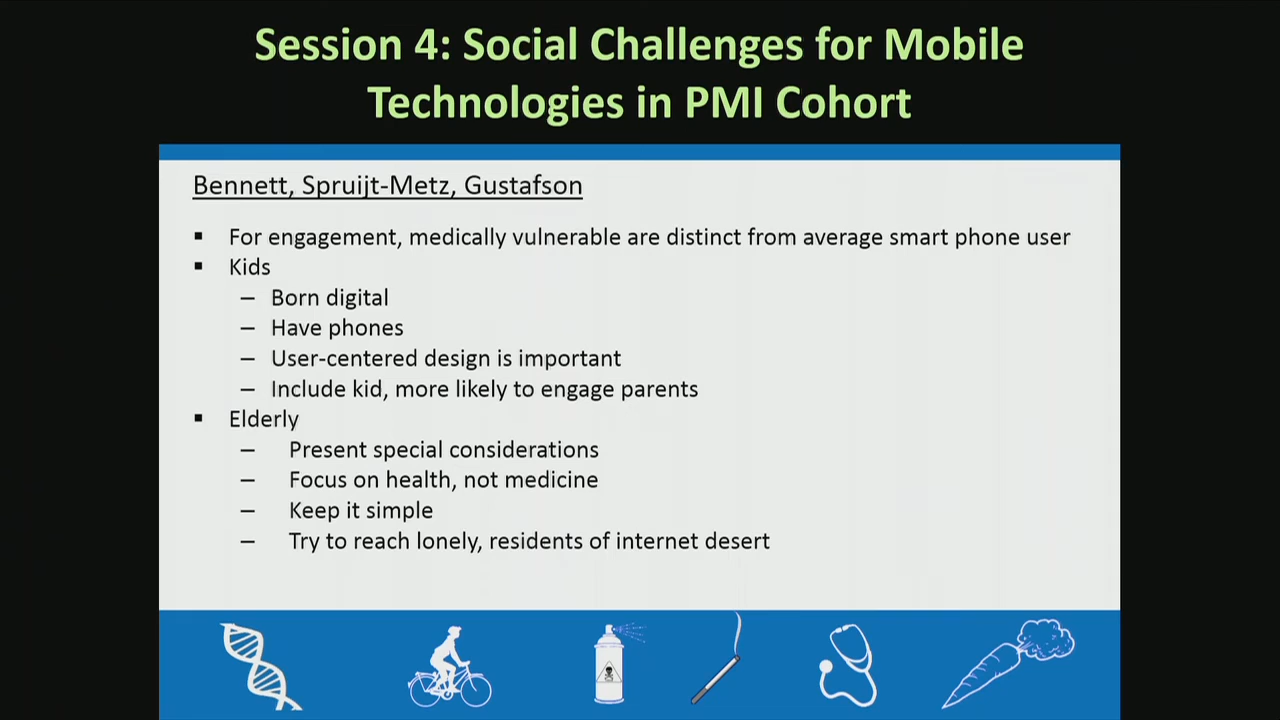 Session 4: Social Challenges for Mobile
Technologies in PMI Cohort
Bennett, Spruijt-Metz, Gustafson
▪ For engagement, medically vulnerable are distinct from average smart phone user
▪ Kids
– Born digital
– Have phones
– User-centered design is important
– Include kid, more likely to engage parents
▪ Elderly
– Present special considerations
– Focus on health, not medicine
– Keep it simple
– Try to reach lonely, residents of internet desert